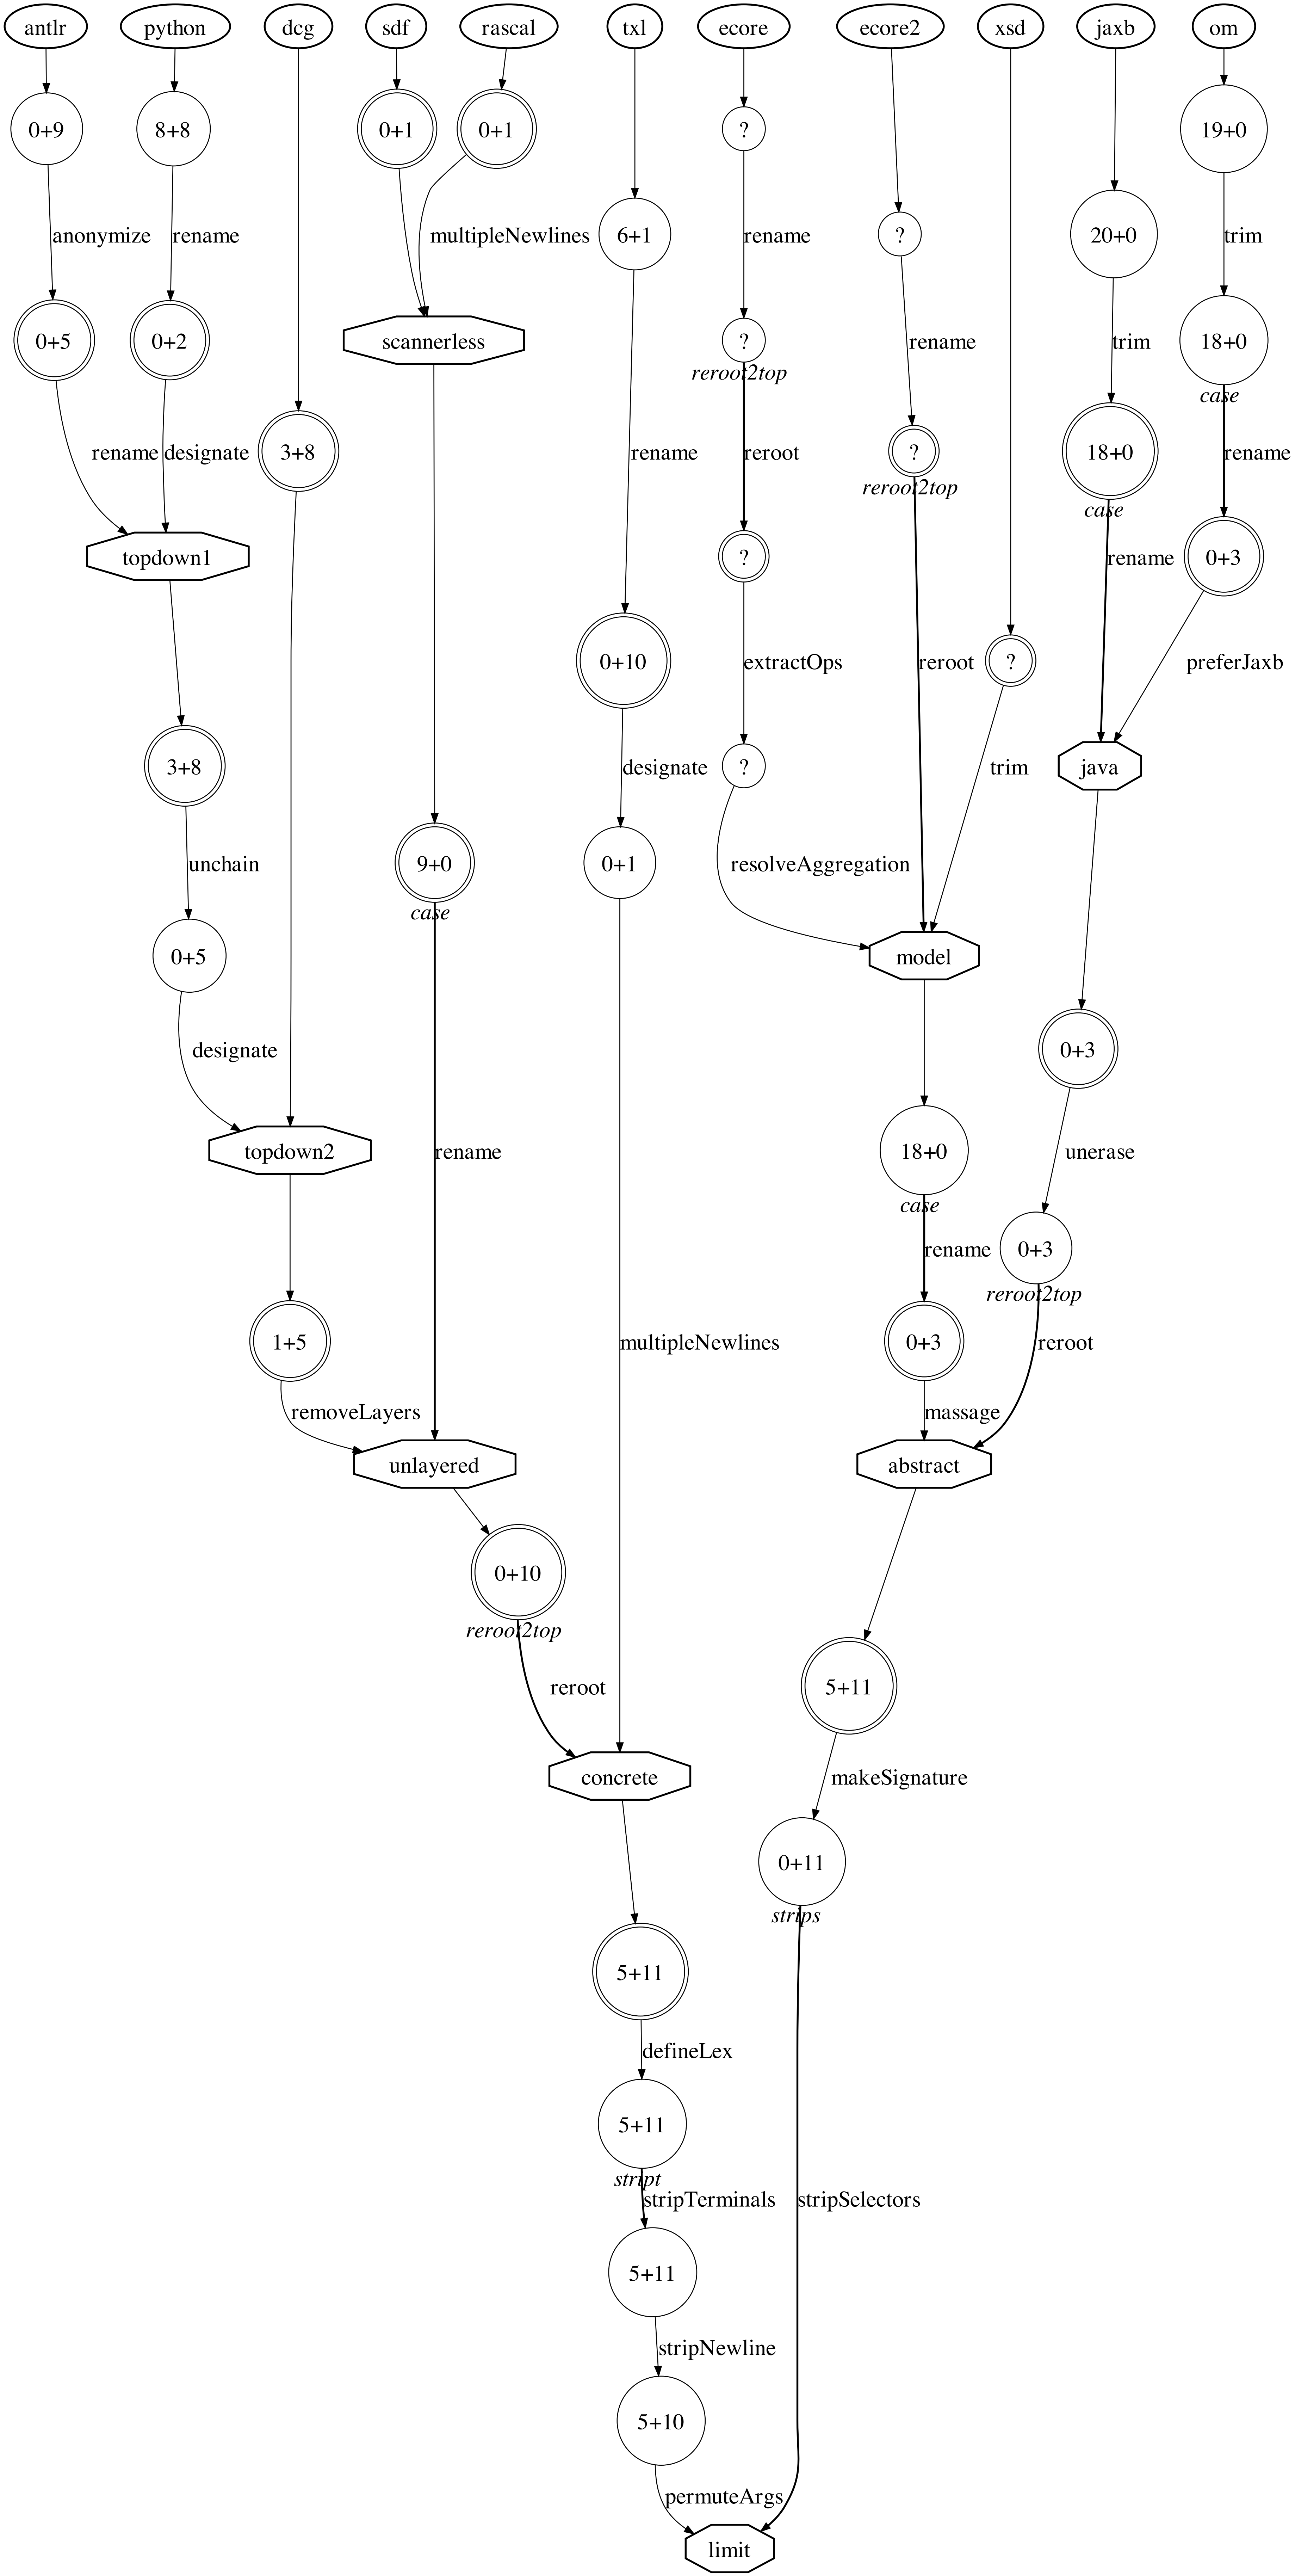 antlr python dcg sdf rascal txl ecore ecore2 xsd jaxb om
0+9 8+8 0+1 0+1 ? 19+0
anonymize rename multipleNewlines 6+1 rename ? 20+0 trim
0+5 0+2 scannerless ? rename trim 18+0
reroot2top case
rename designate 3+8 rename reroot ? 18+0 rename
reroot2top case
topdown1 ? rename 0+3
0+10 extractOps reroot ? preferJaxb
3+8 designate ? trim java
unchain 9+0 0+1 resolveAggregation
case
0+5 model
designate 0+3
topdown2 rename 18+0 unerase
case
rename 0+3
reroot2top
1+5 multipleNewlines 0+3 reroot
removeLayers massage
unlayered abstract
0+10
reroot2top
reroot 5+11
concrete makeSignature
0+11
strips
5+11
defineLex
5+11
stript
stripTerminals stripSelectors
5+11
stripNewline
5+10
permuteArgs
limit